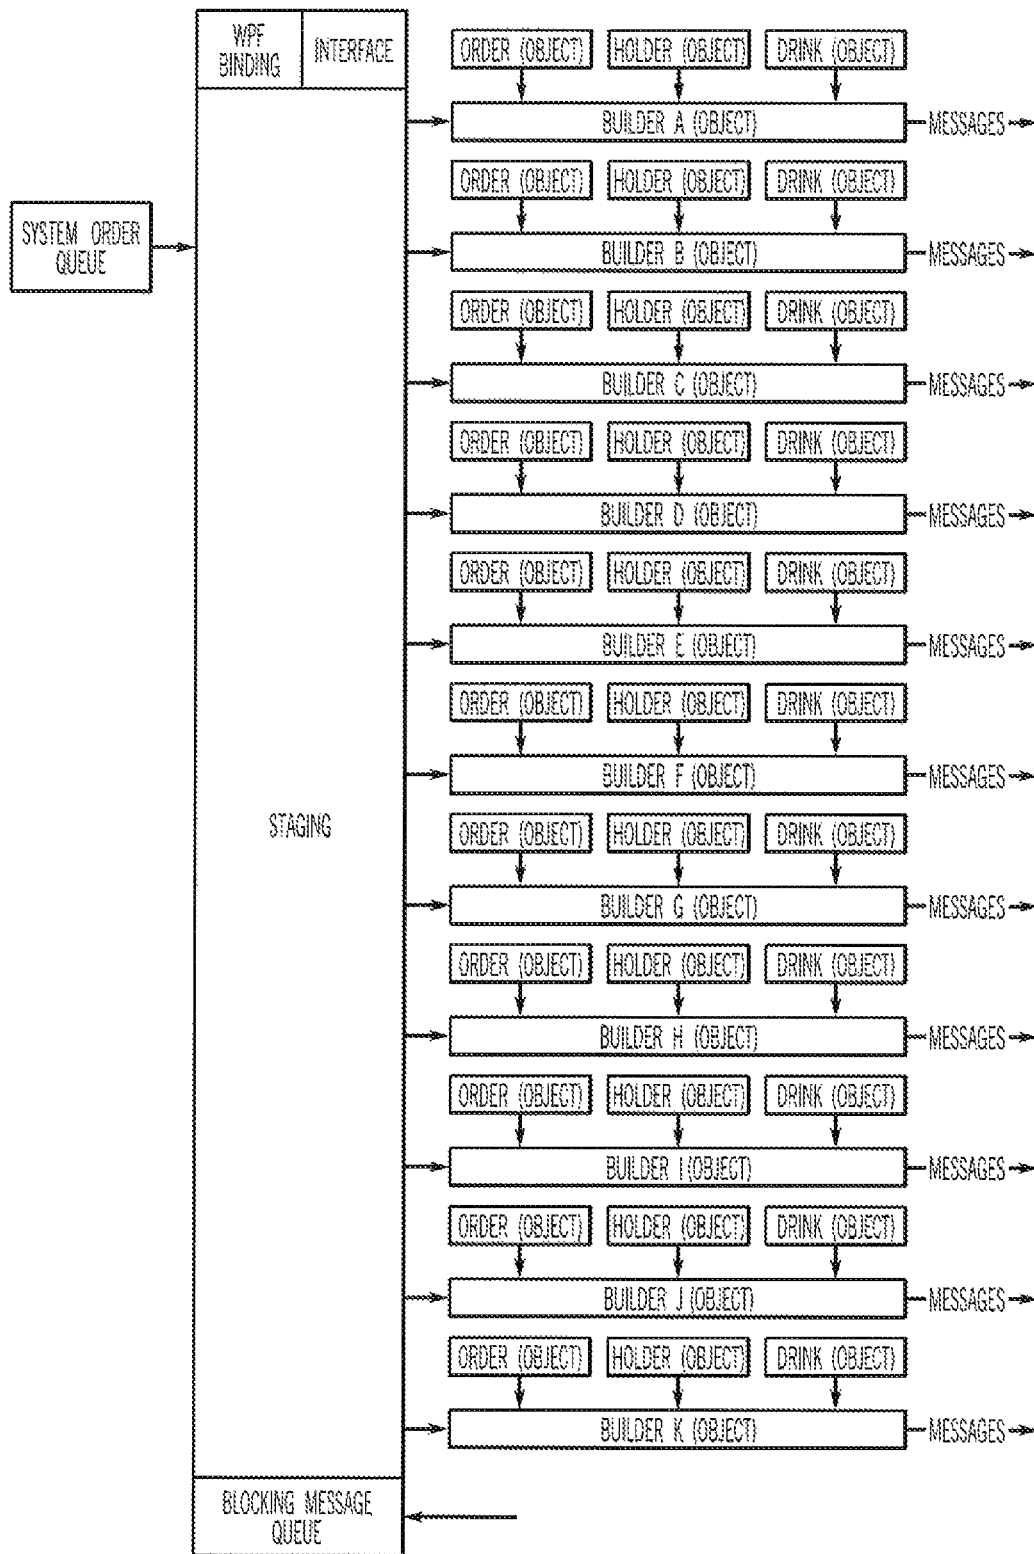 WPF
BINDING
INTERFACE
ORDER (OBJECT) HOLDER (OBJECT) DRINK (OBJECT)
BUILDER A (OBJECT) MESSAGES
ORDER (OBJECT) HOLDER (OBJECT) DRINK (OBJECT)
SYSTEM ORDER
QUEUE
BUILDER B (OBJECT) MESSAGES
ORDER (OBJECT) HOLDER (OBJECT) DRINK (OBJECT)
BUILDER C (OBJECT) MESSAGES
ORDER (OBJECT) HOLDER (OBJECT) DRINK (OBJECT)
BUILDER D (OBJECT) MESSAGES
ORDER (OBJECT) HOLDER (OBJECT) DRINK (OBJECT)
BUILDER E (OBJECT) MESSAGES
ORDER (OBJECT) HOLDER (OBJECT) DRINK (OBJECT)
BUILDER F (OBJECT) MESSAGES
STAGING
ORDER (OBJECT) HOLDER (OBJECT) DRINK (OBJECT)
BUILDER G (OBJECT) MESSAGES
ORDER (OBJECT) HOLDER (OBJECT) DRINK (OBJECT)
BUILDER H (OBJECT) MESSAGES
ORDER (OBJECT) HOLDER (OBJECT) DRINK (OBJECT)
BUILDER I (OBJECT) MESSAGES
ORDER (OBJECT) HOLDER (OBJECT) DRINK (OBJECT)
BUILDER J (OBJECT) MESSAGES
ORDER (OBJECT) HOLDER (OBJECT) DRINK (OBJECT)
BUILDER K (OBJECT) MESSAGES
BLOCKING MESSAGE
QUEUE